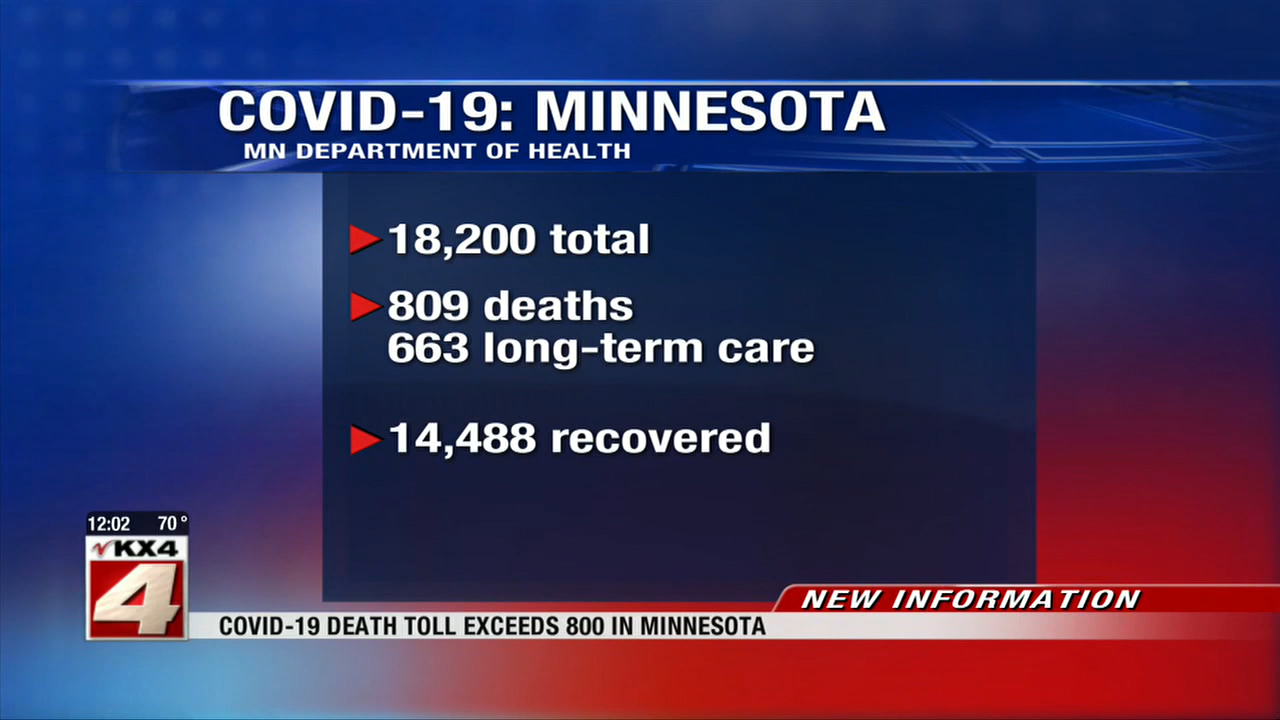 COVID-19: MINNESOTA
MN DEPARTMENT OF HEALTH
18,200 total
809 deaths
663 long-term care
14,488 recovered
12:02 70°
KX4
4
NEW INFORMATION
COVID-19 DEATH TOLL EXCEEDS 800 IN MINNESOTA